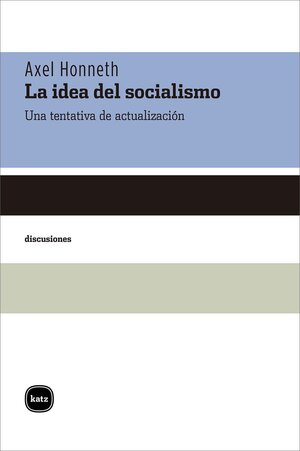 Axel Honneth
La idea del socialismo
Una tentativa de actualización
discusiones
katz